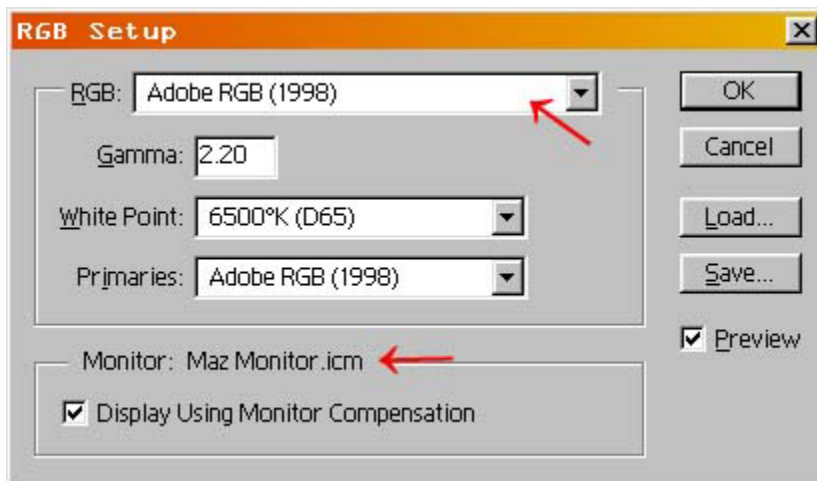 RGB Setup
RGB: Adobe RGB (1998)
OK
Gamma: 2.20
Cancel
White Point: 6500°K (D65)
Load...
Primaries: Adobe RGB (1998)
Save...
Preview
Monitor: Maz Monitor.icm
Display Using Monitor Compensation